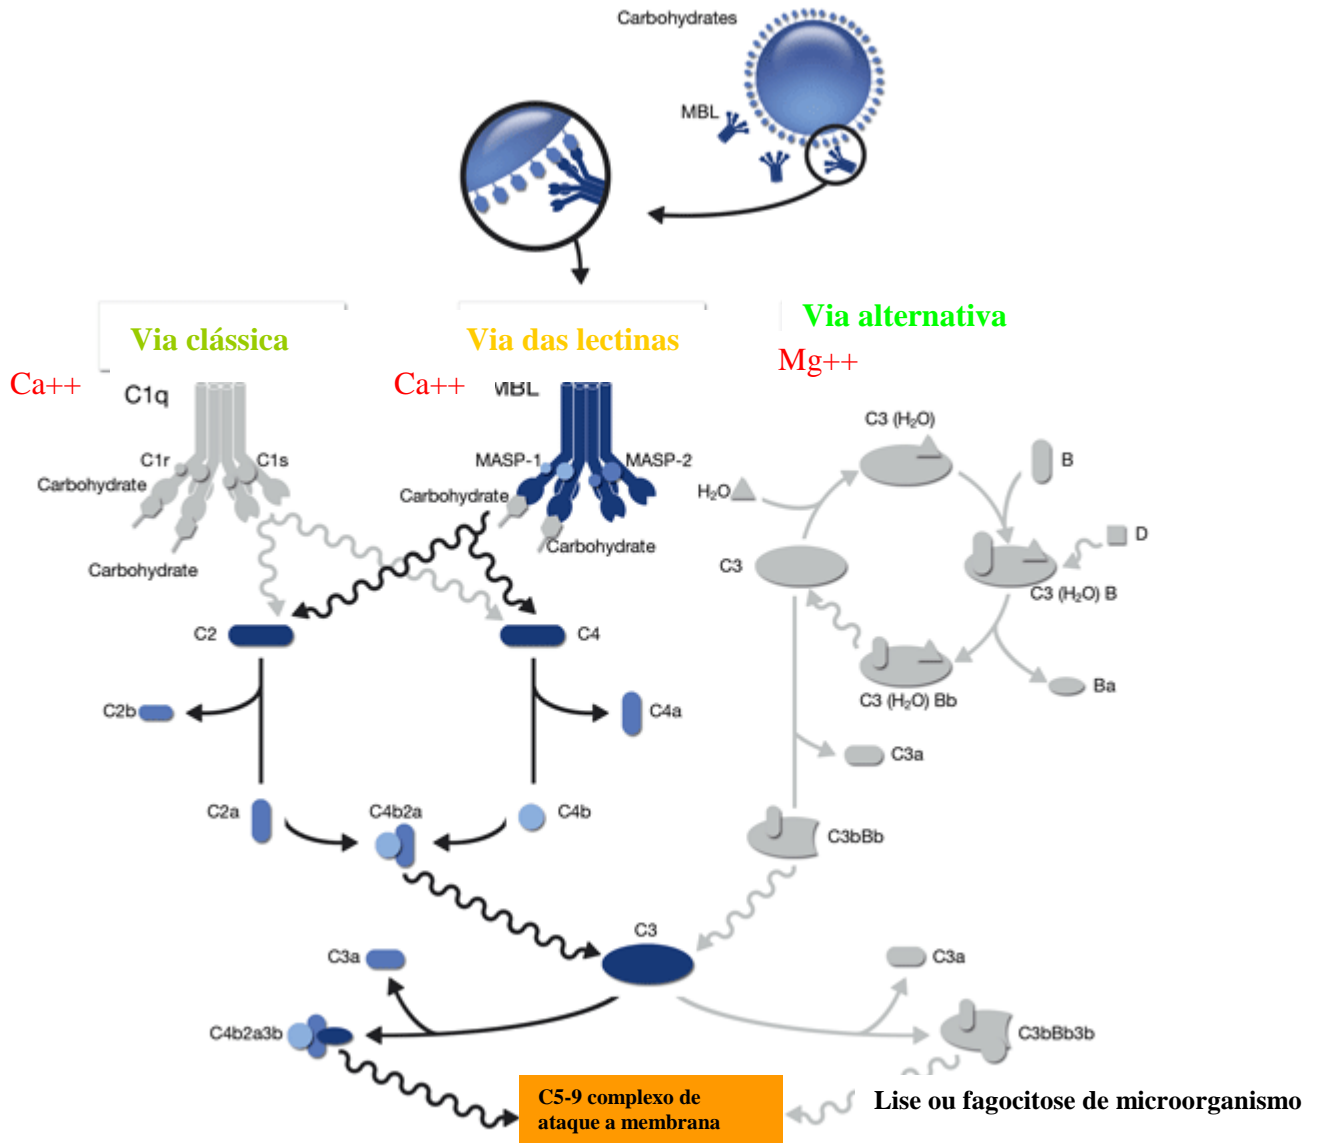 Carbohydrates
MBL
Via clássica
Via das lectinas
Via alternativa
Ca++
Ca++
Mg++
C1q
MBL
C3 (H₂O)
C1r
C1s
MASP-1
MASP-2
B
Carbohydrate
Carbohydrate
H₂O
Carbohydrate
Carbohydrate
C3
D
C3 (H₂O) B
C2
C4
C3 (H₂O) Bb
Ba
C2b
C4a
C3a
C2a
C4b2a
C4b
C3bBb
C3
C3a
C3a
C4b2a3b
C3bBb3b
C5-9 complexo de
ataque a membrana
Lise ou fagocitose de microorganismo